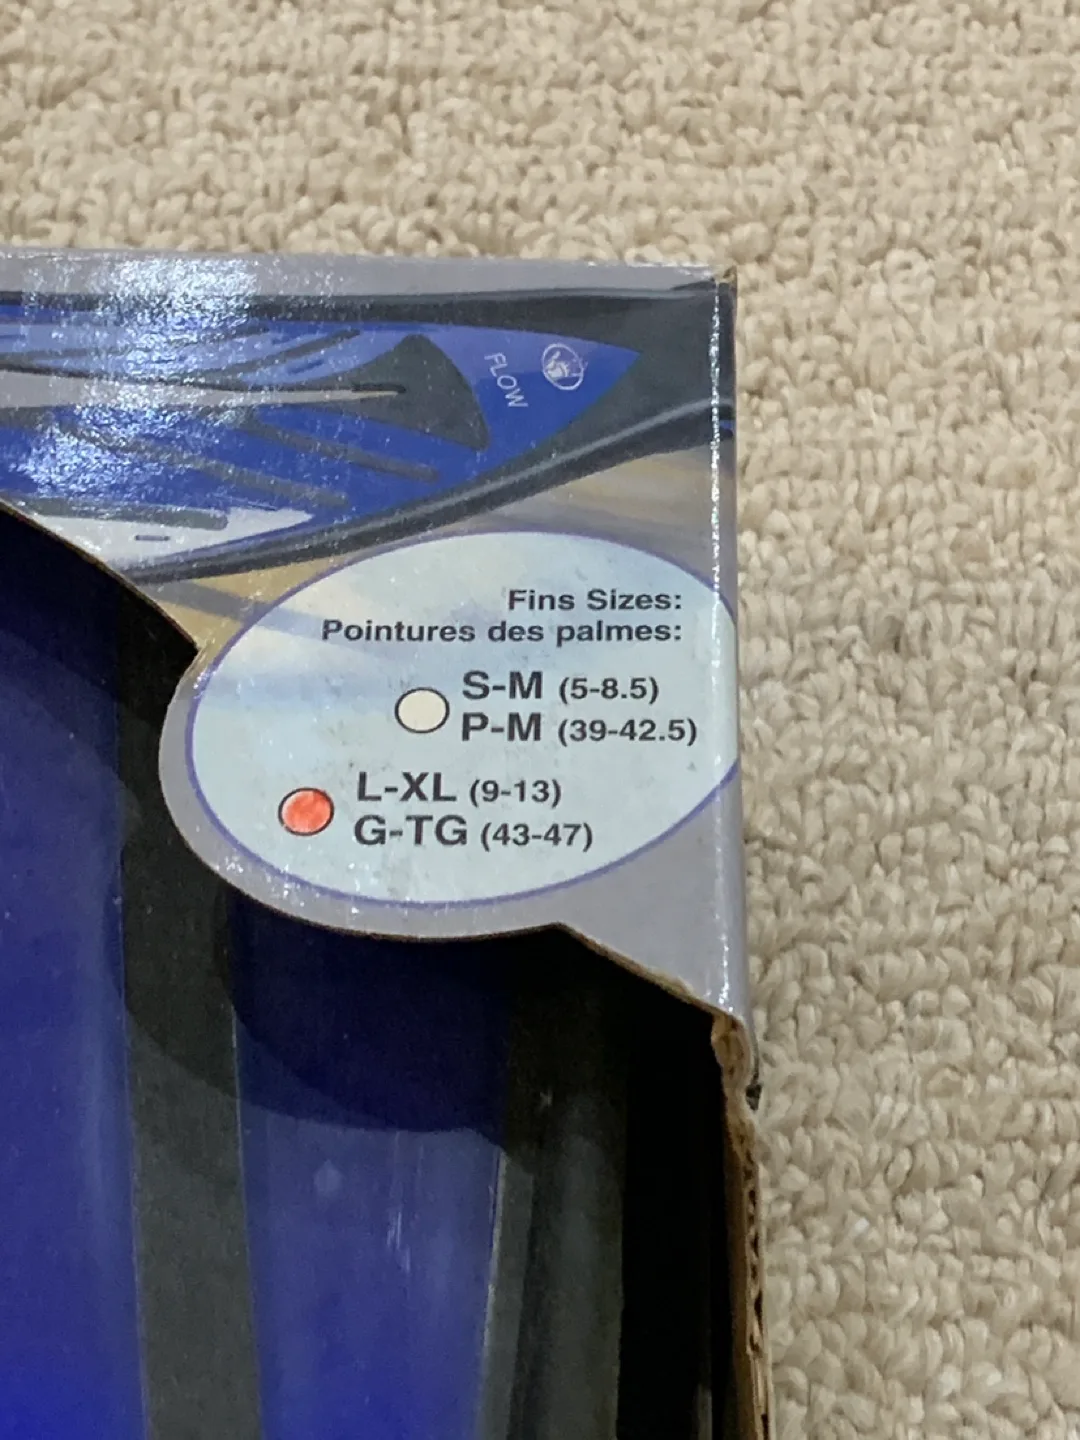 FLOW
Fins Sizes:
Pointures des palmes:
S-M (5-8.5)
P-M (39-42.5)
L-XL (9-13)
G-TG (43-47)